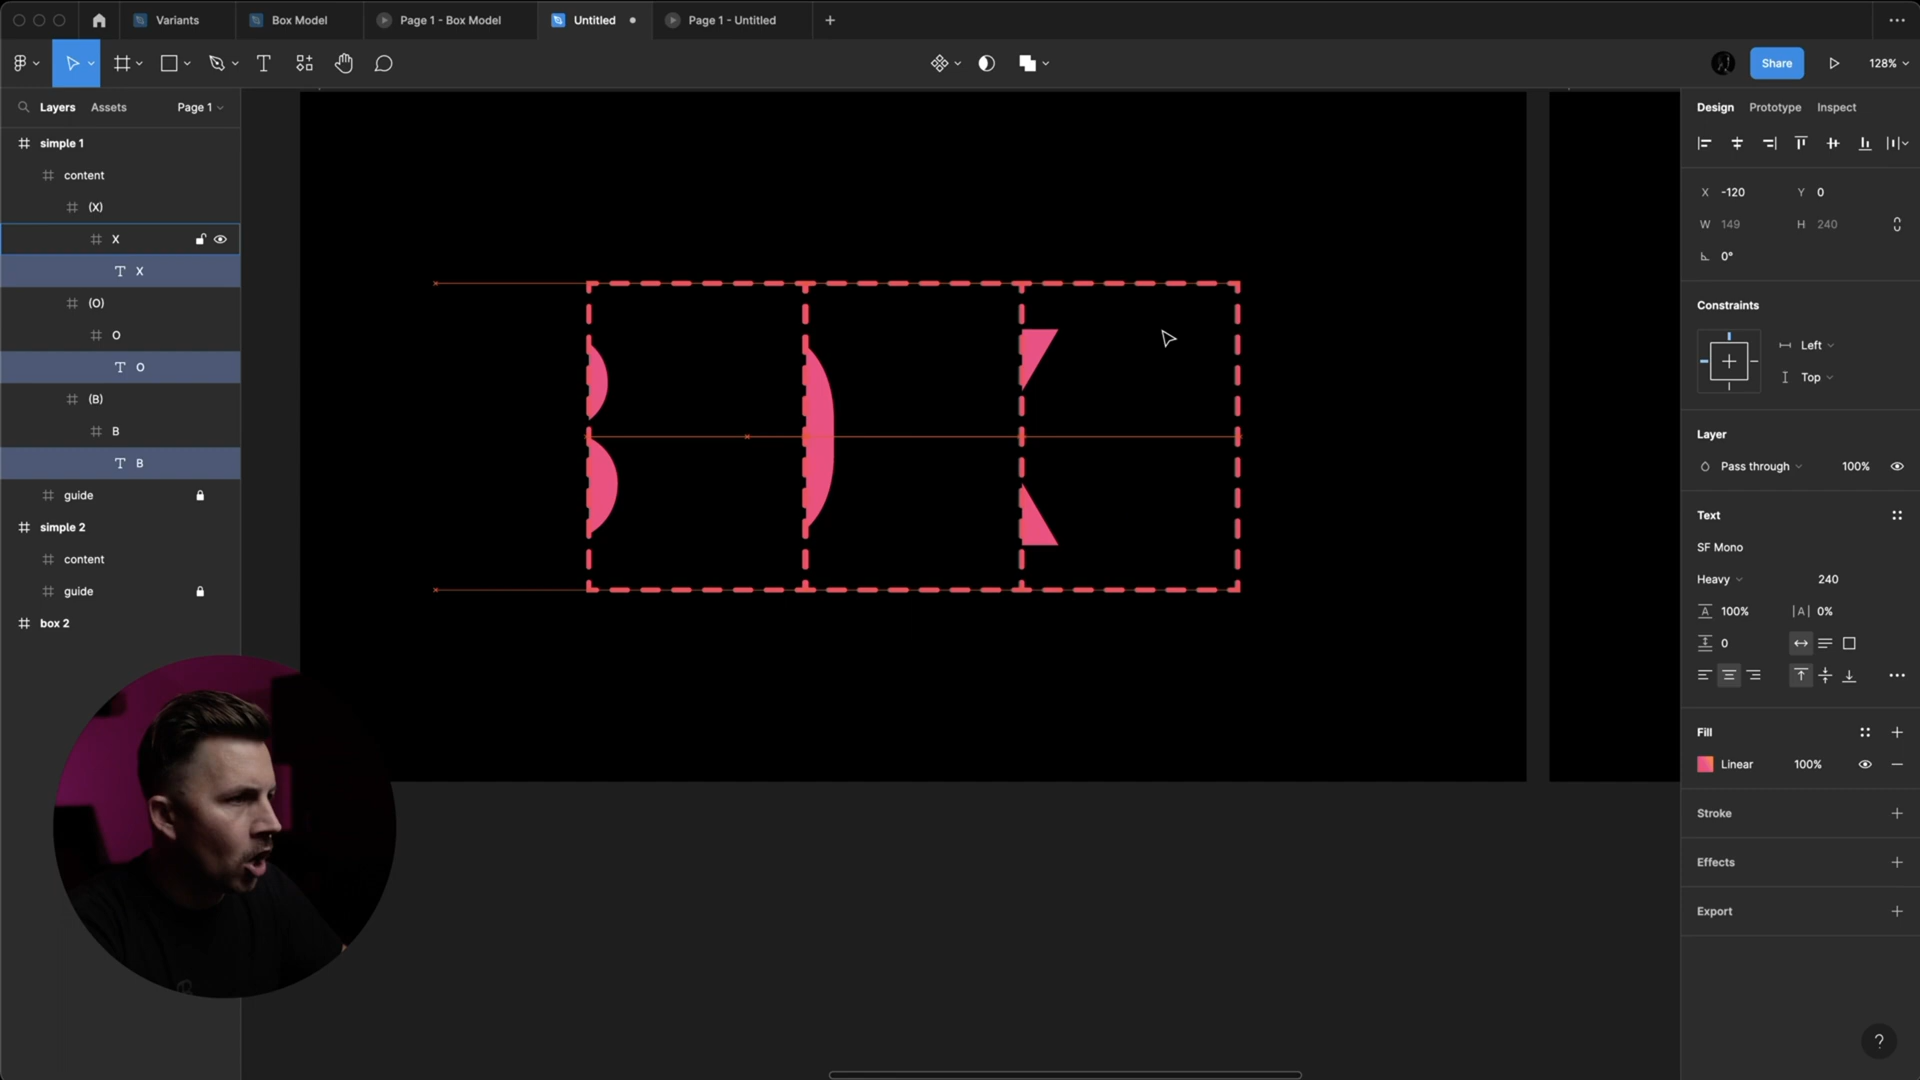 Variants
Box Model
Page 1 - Box Model
Untitled
Page 1 - Untitled
Share
128%
Layers
Assets
Page 1
simple 1
content
(X)
X
X
(O)
O
O
(B)
B
B
guide
simple 2
content
guide
box 2
Design
Prototype
Inspect
X -120
Y 0
W 149
H 240
0°
Constraints
Left
Top
Layer
Pass through
100%
Text
SF Mono
Heavy
240
100%
0%
0
Fill
Linear
100%
Stroke
Effects
Export
?